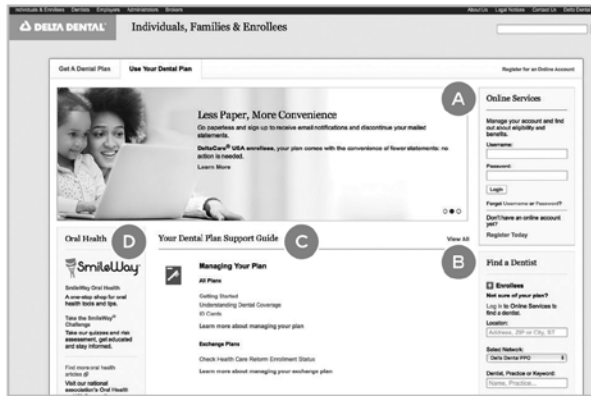 Individuals & Enrollees Dentists Employers Administrators Brokers
About Us Legal Notices Contact Us Delta Dental
DELTA DENTAL
Individuals, Families & Enrollees
Get A Dental Plan
Use Your Dental Plan
Register for an Online Account
A
Less Paper, More Convenience
Go paperless and sign up to receive email notifications and discontinue your mailed
statements.
DeltaCare® USA enrollees, your plan comes with the convenience of fewer statements: no
action is needed.
Learn More
Online Services
Manage your account and find
out about eligibility and
benefits.
Username:
Password:
Login
Forgot Username or Password?
Don't have an online account
yet?
Register Today
Oral Health
D
SmileWay
SmileWay Oral Health
A one-stop shop for oral
health tools and tips.
Take the SmileWay®
Challenge
Take our quizzes and risk
assessment, get educated
and stay informed.
Find more oral health
articles
Visit our national
association's Oral Health
Your Dental Plan Support Guide
C
View All
Managing Your Plan
All Plans
Getting Started
Understanding Dental Coverage
ID Cards
Learn more about managing your plan
Exchange Plans
Check Health Care Reform Enrollment Status
Learn more about managing your exchange plan
B
Find a Dentist
Enrollees
Not sure of your plan?
Log in to Online Services to
find a dentist.
Location:
Address, ZIP or City, ST
Select Network:
Delta Dental PPO
Dentist, Practice or Keyword:
Name, Practice...